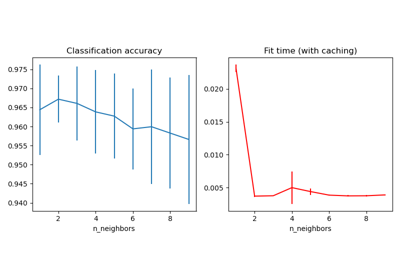 Classification accuracy
0.975
0.970
0.965
0.960
0.955
0.950
0.945
0.940
2 4 6 8
n_neighbors
Fit time (with caching)
0.020
0.015
0.010
0.005
2 4 6 8
n_neighbors